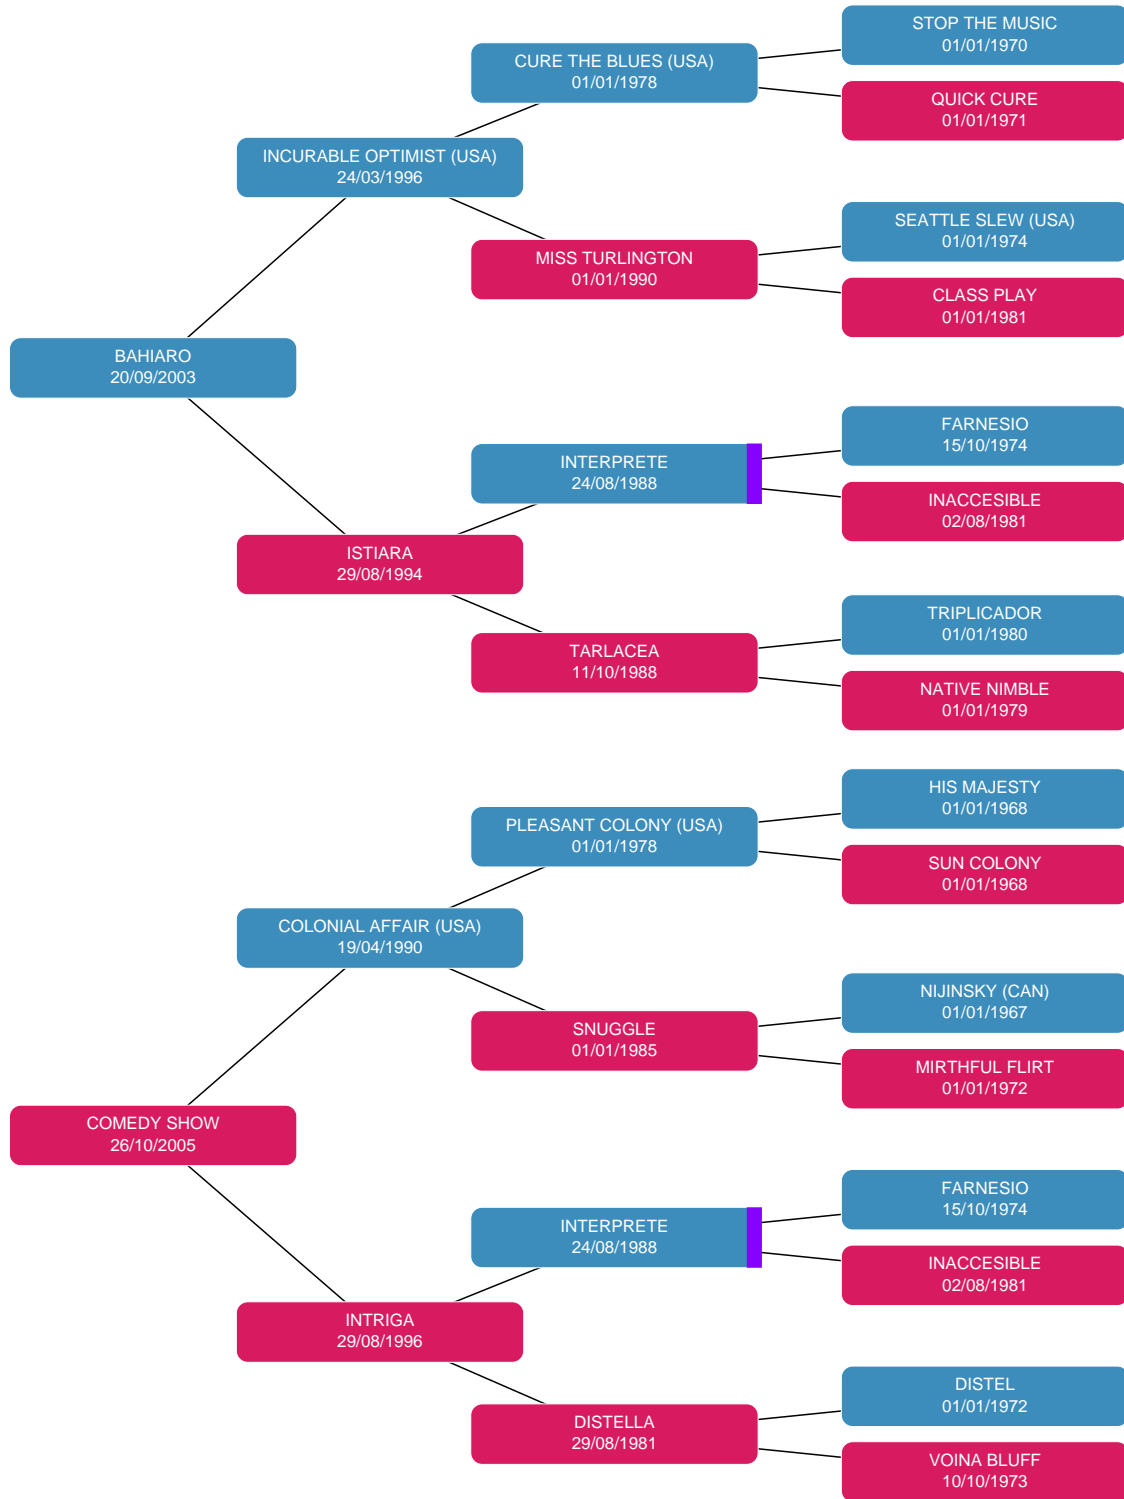 STOP THE MUSIC
01/01/1970
CURE THE BLUES (USA)
01/01/1978
QUICK CURE
01/01/1971
INCURABLE OPTIMIST (USA)
24/03/1996
SEATTLE SLEW (USA)
01/01/1974
MISS TURLINGTON
01/01/1990
CLASS PLAY
01/01/1981
BAHIARO
20/09/2003
FARNESIO
15/10/1974
INTERPRETE
24/08/1988
INACCESIBLE
02/08/1981
ISTIARA
29/08/1994
TRIPLICADOR
01/01/1980
TARLACEA
11/10/1988
NATIVE NIMBLE
01/01/1979
HIS MAJESTY
01/01/1968
PLEASANT COLONY (USA)
01/01/1978
SUN COLONY
01/01/1968
COLONIAL AFFAIR (USA)
19/04/1990
NIJINSKY (CAN)
01/01/1967
SNUGGLE
01/01/1985
MIRTHFUL FLIRT
01/01/1972
COMEDY SHOW
26/10/2005
FARNESIO
15/10/1974
INTERPRETE
24/08/1988
INACCESIBLE
02/08/1981
INTRIGA
29/08/1996
DISTEL
01/01/1972
DISTELLA
29/08/1981
VOINA BLUFF
10/10/1973